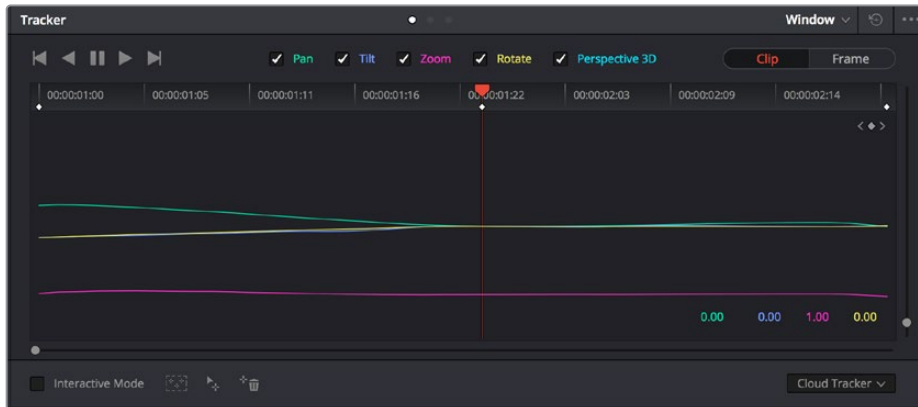 Tracker Window
Pan Tilt Zoom Rotate Perspective 3D Clip Frame
00:00:01:00 00:00:01:05 00:00:01:11 00:00:01:16 00:00:01:22 00:00:02:03 00:00:02:09 00:00:02:14
0.00 0.00 1.00 0.00
Interactive Mode Cloud Tracker